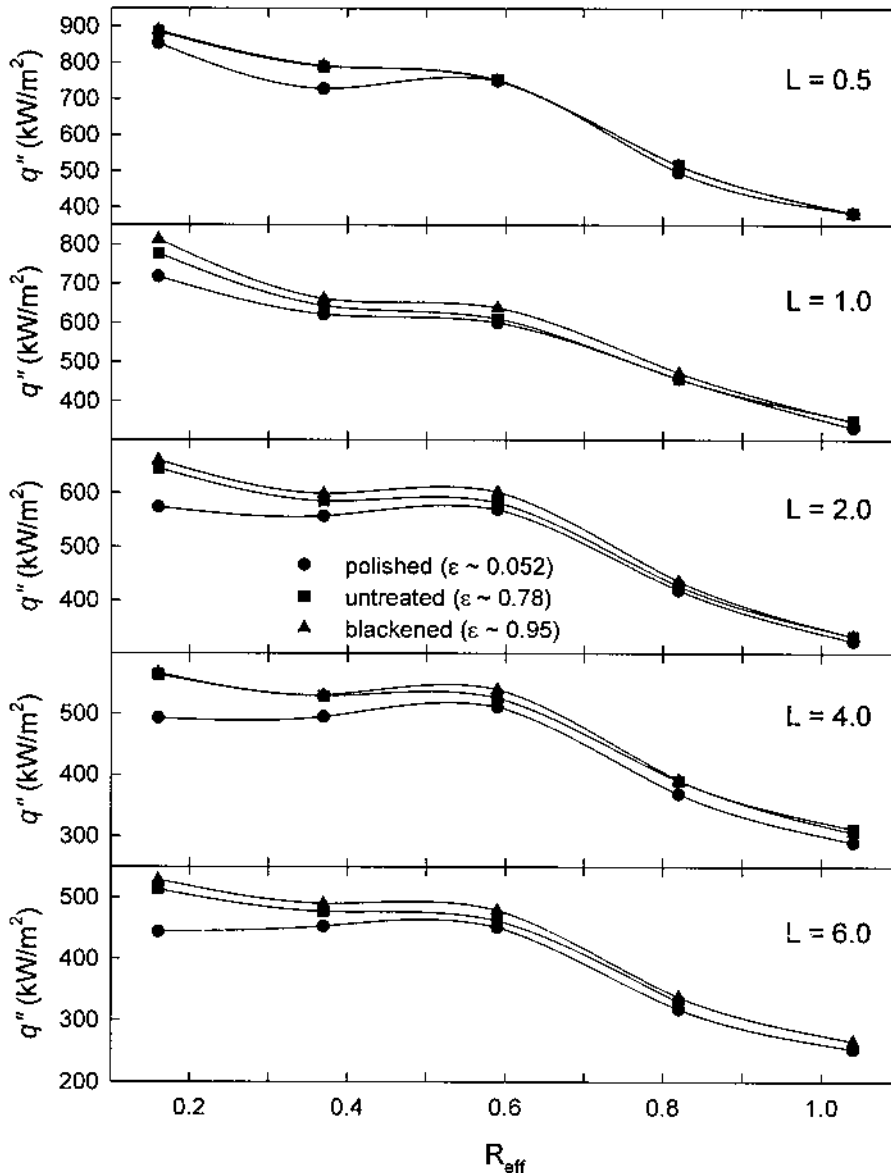 900
800
700
600
500
400
q″ (kW/m²)
L = 0.5
800
700
600
500
400
q″ (kW/m²)
L = 1.0
600
500
400
q″ (kW/m²)
L = 2.0
polished (ε ~ 0.052)
untreated (ε ~ 0.78)
blackened (ε ~ 0.95)
500
400
300
q″ (kW/m²)
L = 4.0
500
400
300
200
q″ (kW/m²)
L = 6.0
0.2 0.4 0.6 0.8 1.0
R_eff